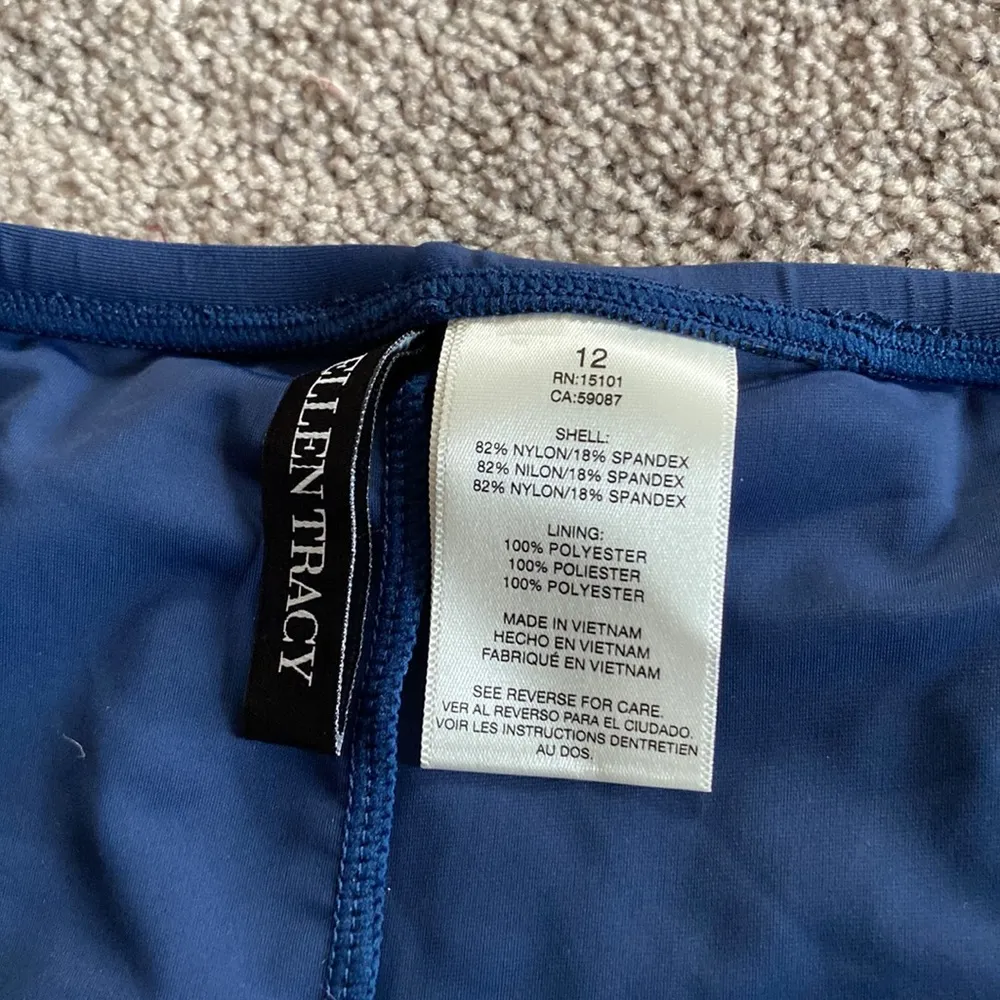 ELLEN TRACY
12
RN:15101
CA:59087
SHELL:
82% NYLON/18% SPANDEX
82% NILON/18% SPANDEX
82% NYLON/18% SPANDEX
LINING:
100% POLYESTER
100% POLIESTER
100% POLYESTER
MADE IN VIETNAM
HECHO EN VIETNAM
FABRIQUÉ EN VIETNAM
SEE REVERSE FOR CARE.
VER AL REVERSO PARA EL CIUDADO.
VOIR LES INSTRUCTIONS DENTRETIEN
AU DOS.